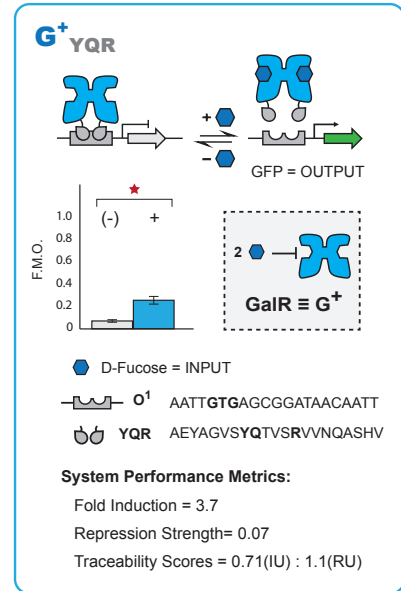 G+ YQR
+
−
GFP = OUTPUT
F.M.O.
1.0
0.8
0.6
0.4
0.2
0
(-) +
2
GalR ≡ G+
D-Fucose = INPUT
O1 AATTGTGAGCGGATAACAATT
YQR AEYAGVSYQTVSRVVNQASHV
System Performance Metrics:
Fold Induction = 3.7
Repression Strength= 0.07
Traceability Scores = 0.71(IU) : 1.1(RU)